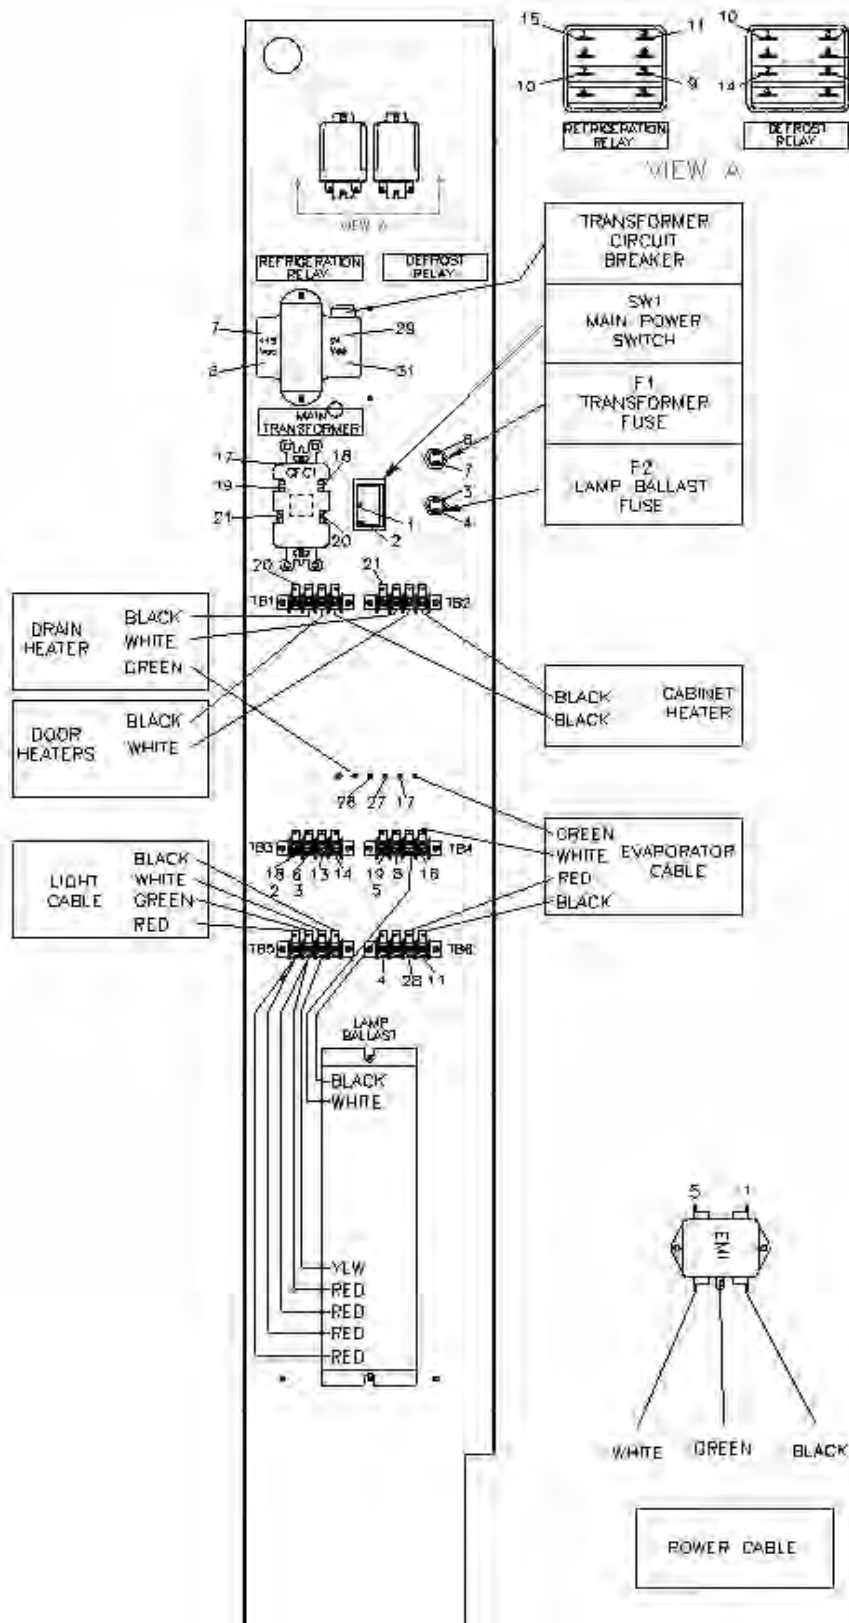 15
11
10
10
9
14
REFRIGERATION
RELAY
DEFROST
RELAY
VIEW A
VIEW A
REFRIGERATION
RELAY
DEFROST
RELAY
TRANSFORMER
CIRCUIT
BREAKER
SW1
MAIN POWER
SWITCH
F1
TRANSFORMER
FUSE
F2
LAMP BALLAST
FUSE
7
29
24
31
MAIN
TRANSFORMER
6
7
17
18
GFCI
19
3
1
4
21
20
2
20
21
TB1
TB2
DRAIN
HEATER
BLACK
WHITE
GREEN
DOOR
HEATERS
BLACK
WHITE
BLACK
BLACK
CABINET
HEATER
27
17
TB3
TB4
18
6
13
14
19
8
16
2
3
5
GREEN
WHITE
RED
BLACK
EVAPORATOR
CABLE
LIGHT
CABLE
BLACK
WHITE
GREEN
RED
TB5
TB6
4
28
11
LAMP
BALLAST
BLACK
WHITE
YLW
RED
RED
RED
RED
5
EMI
WHITE
GREEN
BLACK
POWER CABLE